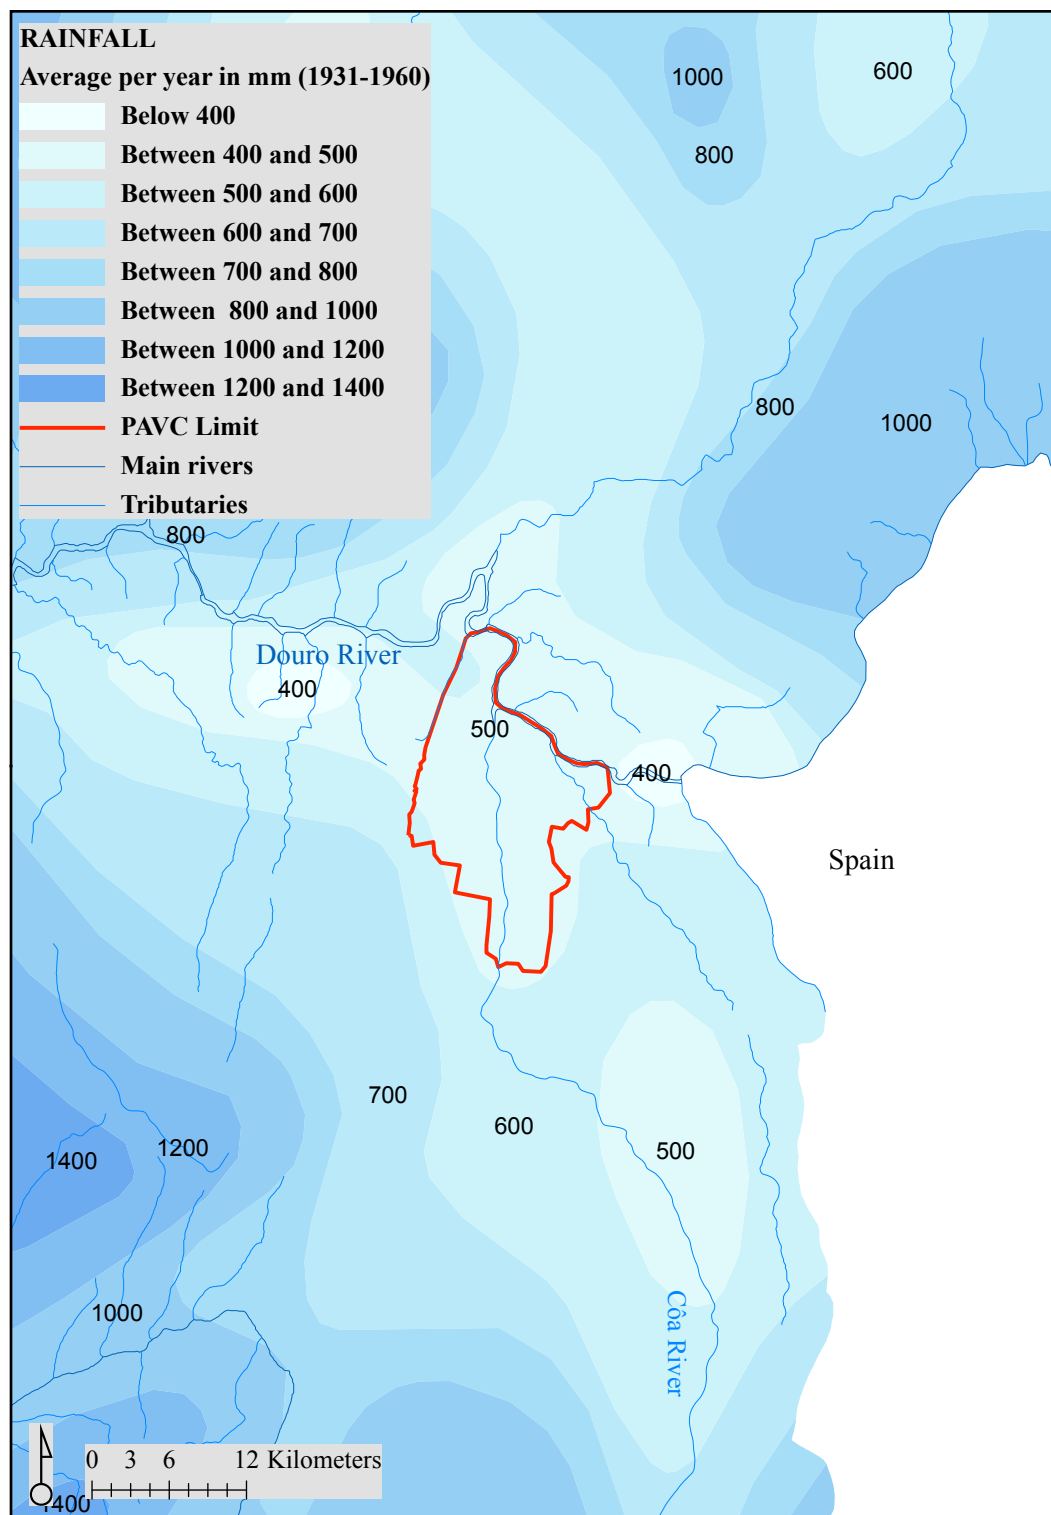 RAINFALL
Average per year in mm (1931-1960)
Below 400
Between 400 and 500
Between 500 and 600
Between 600 and 700
Between 700 and 800
Between 800 and 1000
Between 1000 and 1200
Between 1200 and 1400
PAVC Limit
Main rivers
Tributaries
1000
600
800
800
1000
800
Douro River
400
500
400
Spain
700
600
500
1200
1400
1000
Côa River
0 3 6 12 Kilometers
1400